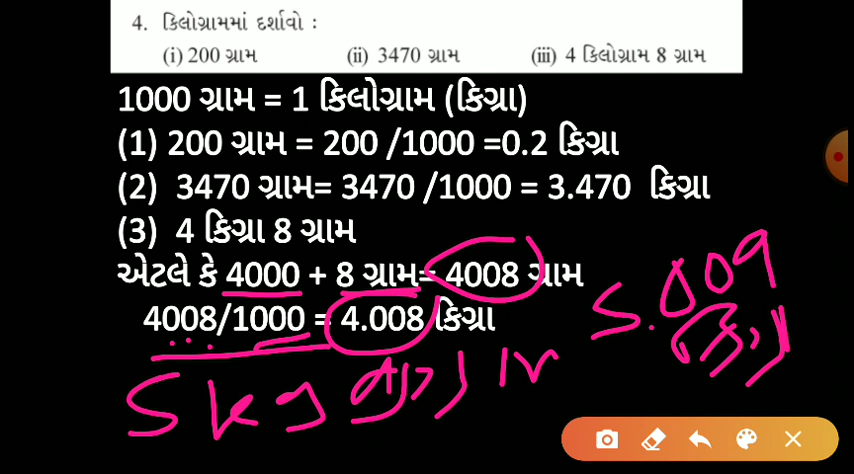 4. કિલોગ્રામમાં દર્શાવો :
(i) 200 ગ્રામ (ii) 3470 ગ્રામ (iii) 4 કિલોગ્રામ 8 ગ્રામ
1000 ગ્રામ = 1 કિલોગ્રામ (કિગ્રા)
(1) 200 ગ્રામ = 200 /1000 =0.2 કિગ્રા
(2) 3470 ગ્રામ= 3470 /1000 = 3.470 કિગ્રા
(3) 4 કિગ્રા 8 ગ્રામ
એટલે કે 4000 + 8 ગ્રામ= 4008 ગ્રામ
4008/1000 = 4.008 કિગ્રા
5.009
5 kg